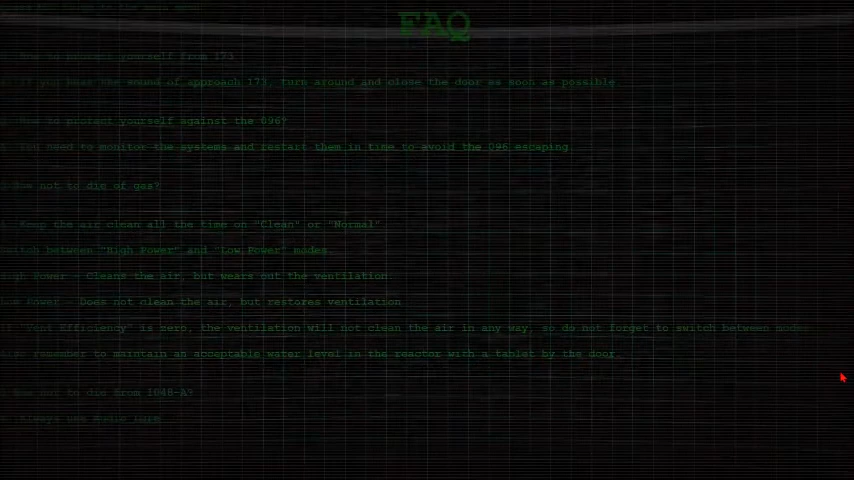 FAQ
How to protect yourself from 173
If you hear the sound of approach 173, turn around and close the door as soon as possible.
How to protect yourself against the 096?
You need to monitor the systems and restart them in time to avoid the 096 escaping
How not to die of gas?
Keep the air clean all the time on "Clean" or "Normal"
Switch between "High Power" and "Low Power" modes.
High Power - Cleans the air, but wears out the ventilation.
Low Power - Does not clean the air, but restores ventilation
If "Vent Efficiency" is zero, the ventilation will not clean the air in any way, so do not forget to switch between modes
Also remember to maintain an acceptable water level in the reactor with a tablet by the door.
How not to die from 1048-A?
Always use Audio Lure